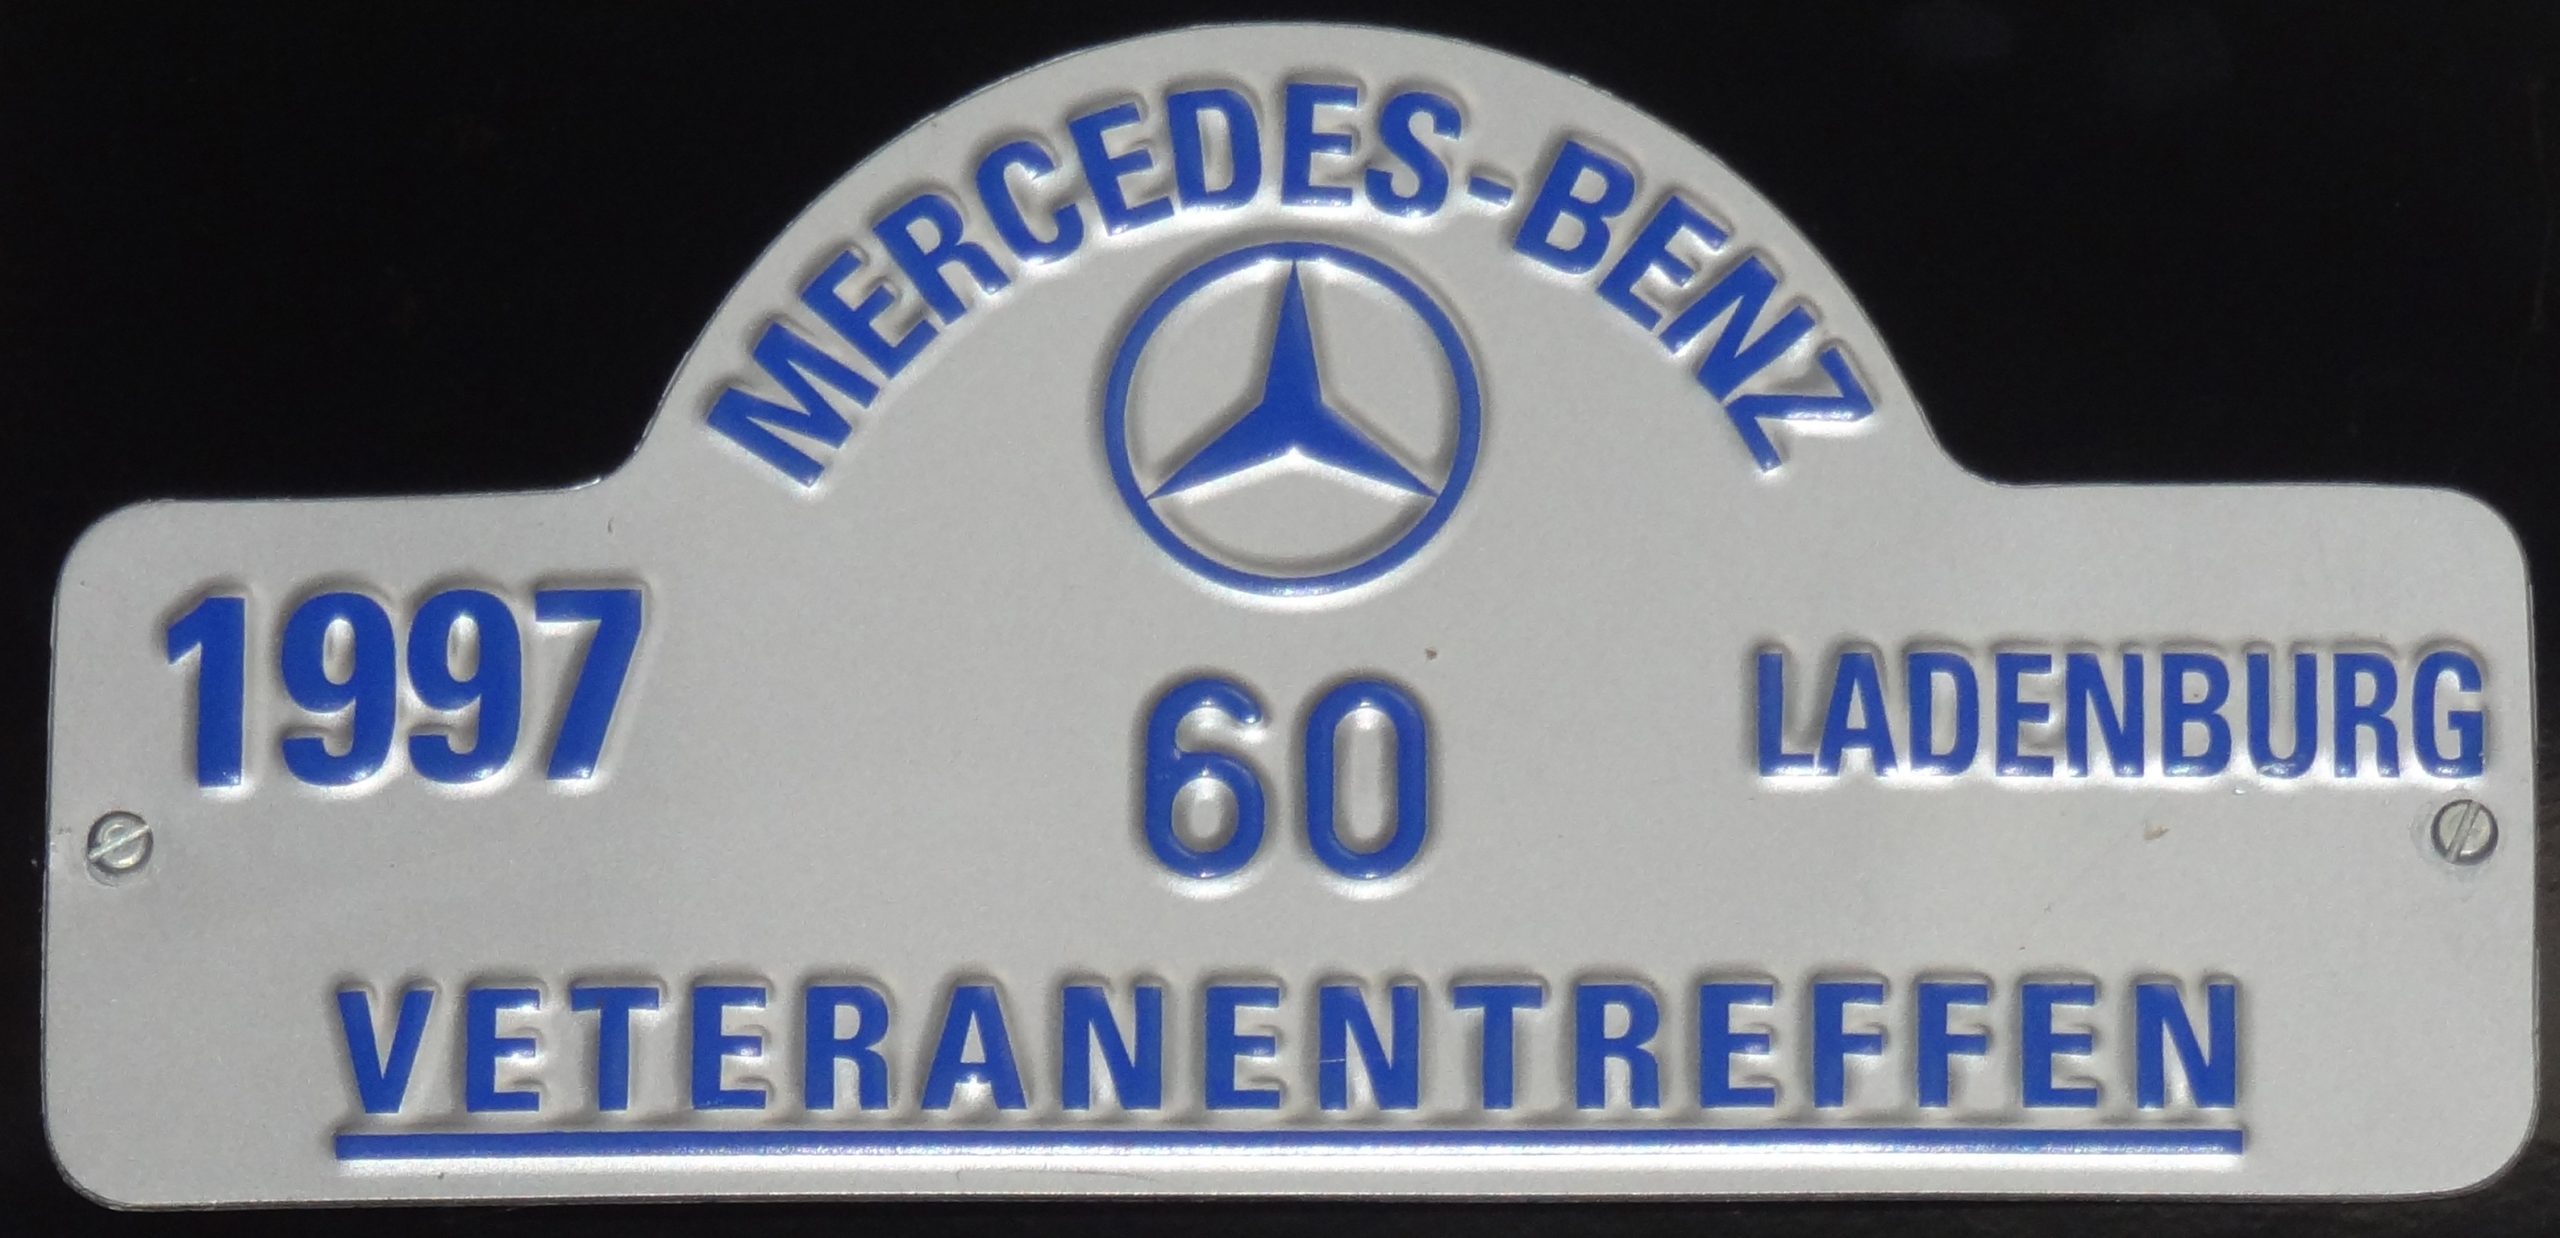 MERCEDES-BENZ
1997
LADENBURG
60
VETERANENTREFFEN